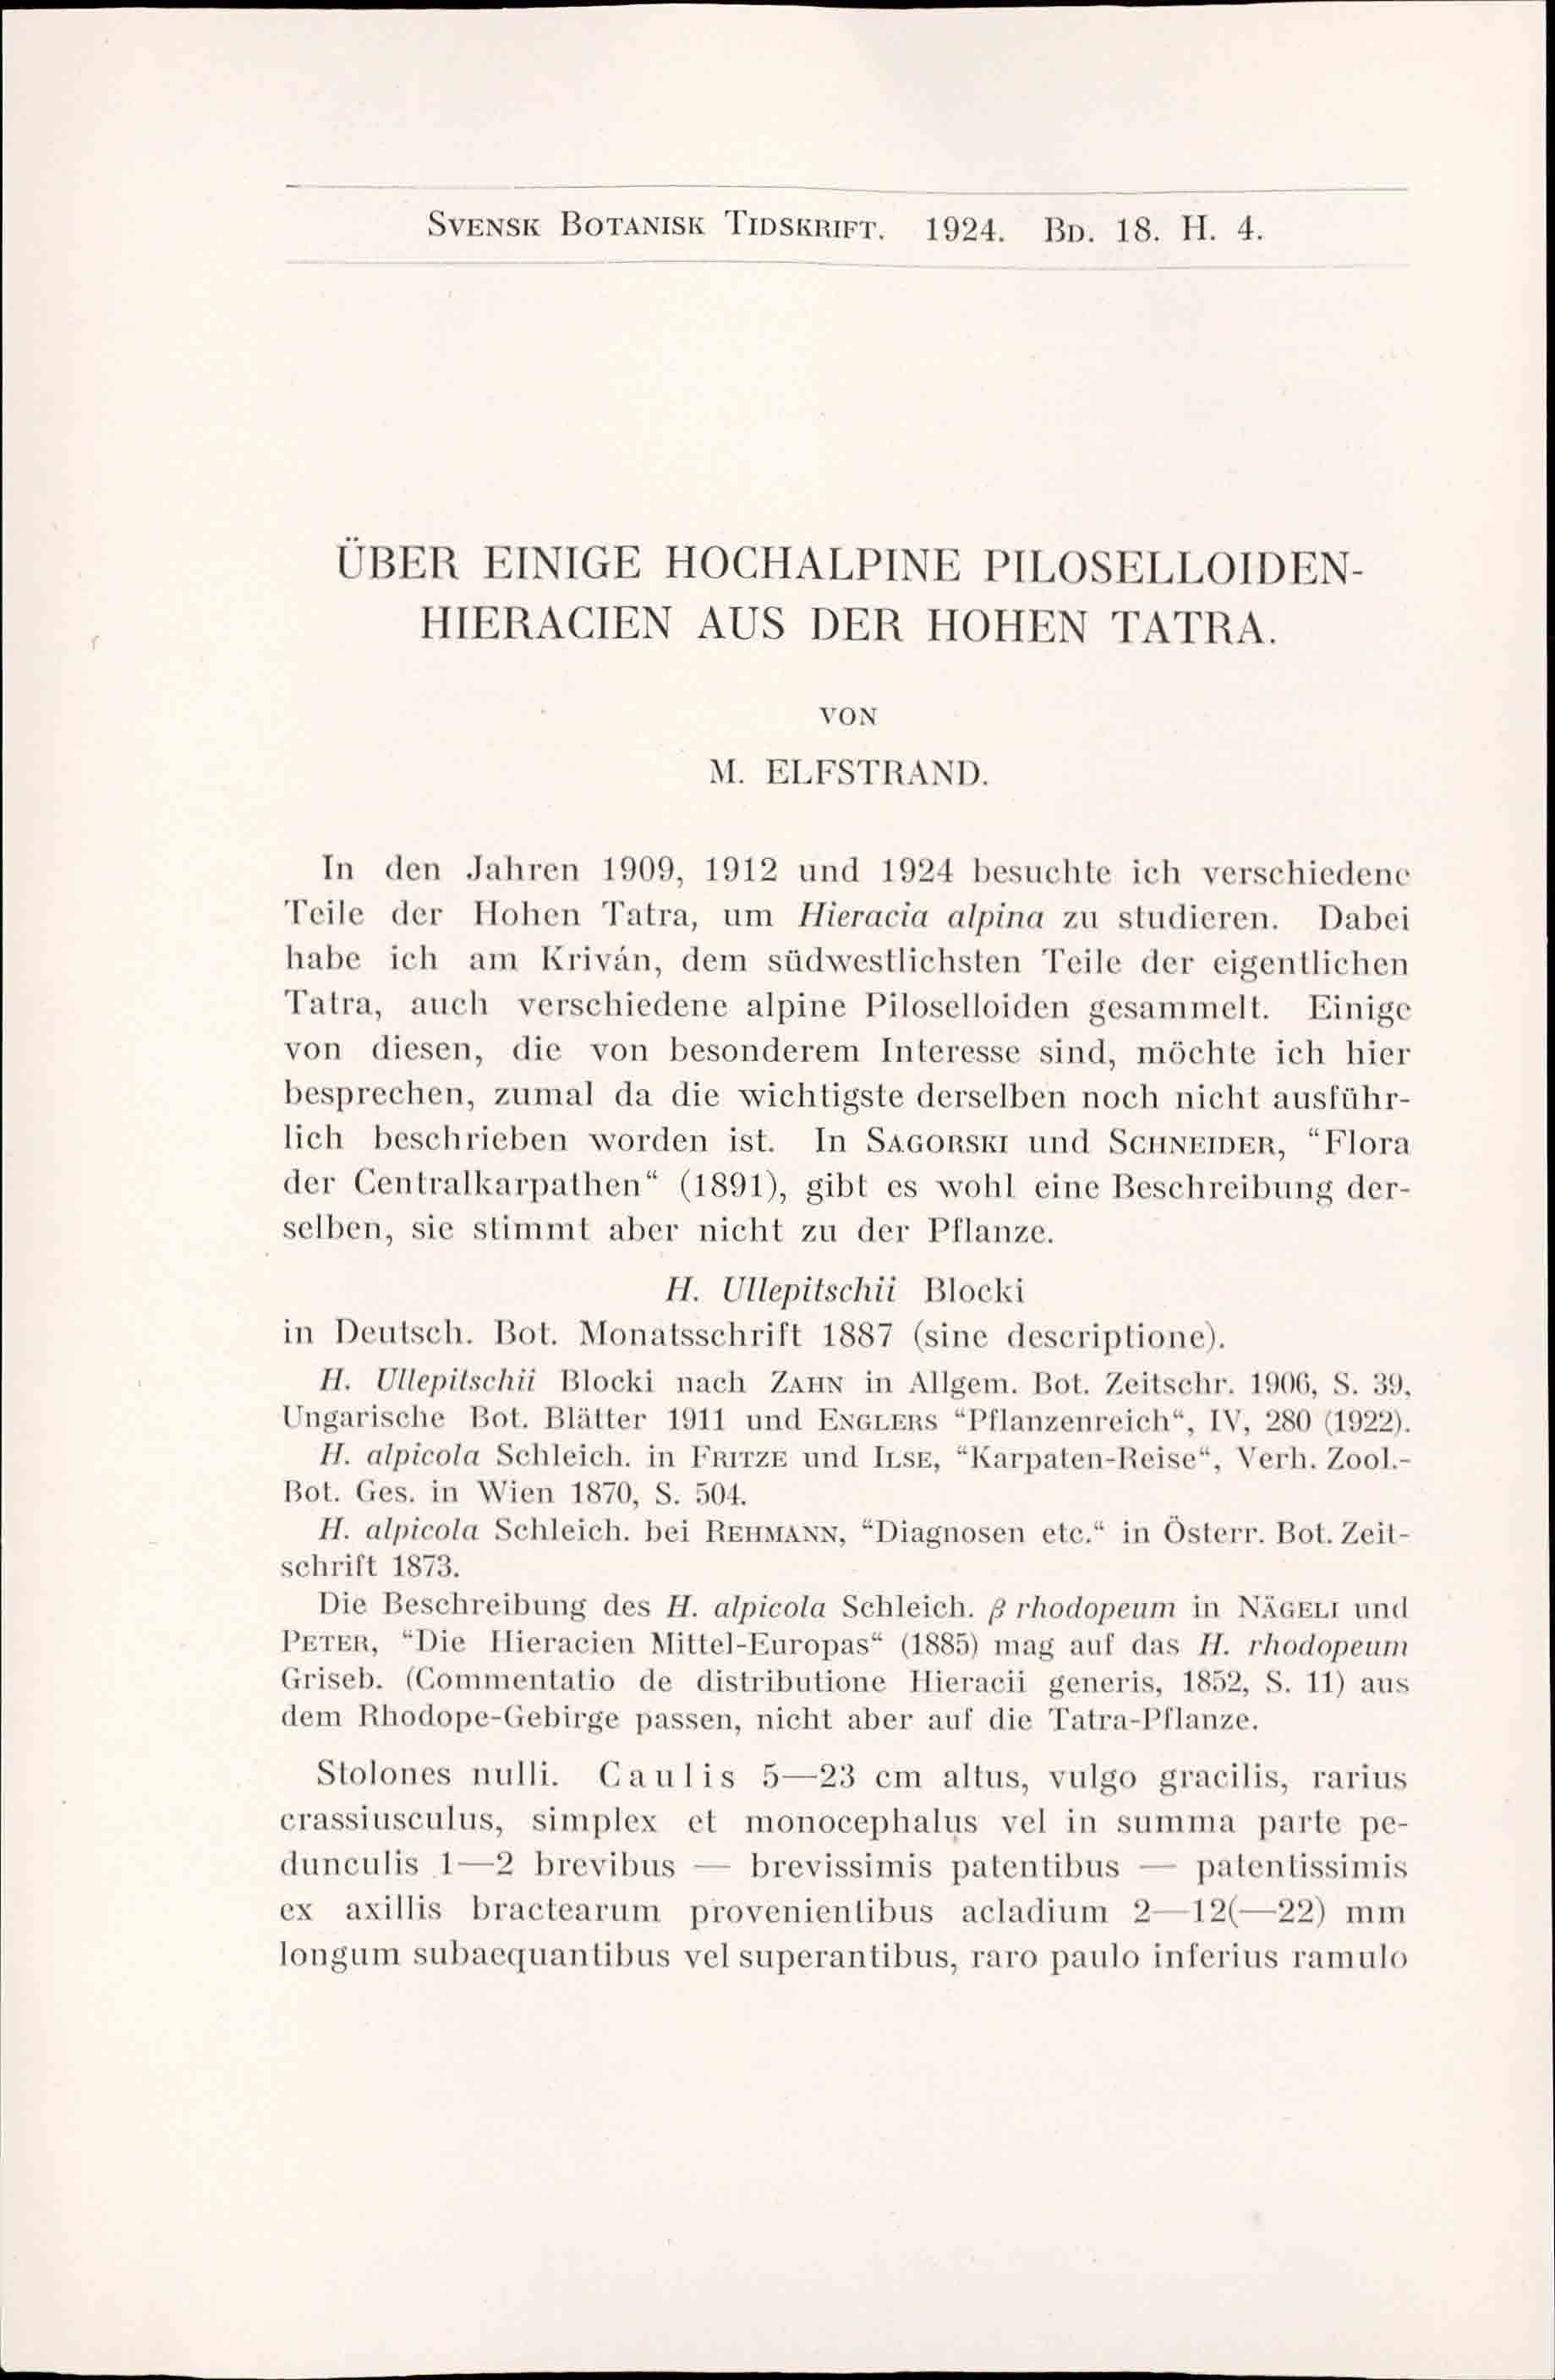 SVENSK BOTANISK TIDSKRIFT. 1924. BD. 18. H. 4.
ÜBER EINIGE HOCHALPINE PILOSELLOIDEN-
HIERACIEN AUS DER HOHEN TATRA.
VON
M. ELFSTRAND.
In den Jahren 1909, 1912 und 1924 besuchte ich verschiedene
Teile der Hohen Tatra, um Hieracia alpina zu studieren. Dabei
habe ich am Kriván, dem südwestlichsten Teile der eigentlichen
Tatra, auch verschiedene alpine Piloselloiden gesammelt. Einige
von diesen, die von besonderem Interesse sind, möchte ich hier
besprechen, zumal da die wichtigste derselben noch nicht ausführ-
lich beschrieben worden ist. In SAGORSKI und SCHNEIDER, “Flora
der Centralkarpathen“ (1891), gibt es wohl eine Beschreibung der-
selben, sie stimmt aber nicht zu der Pflanze.
H. Ullepitschii Blocki
in Deutsch. Bot. Monatsschrift 1887 (sine descriptione).
H. Ullepitschii Blocki nach ZAHN in Allgem. Bot. Zeitschr. 1906, S. 39,
Ungarische Bot. Blätter 1911 und ENGLERS “Pflanzenreich“, IV, 280 (1922).
H. alpicola Schleich. in FRITZE und ILSE, “Karpaten-Reise“, Verh. Zool.-
Bot. Ges. in Wien 1870, S. 504.
H. alpicola Schleich. bei REHMANN, “Diagnosen etc.“ in Österr. Bot. Zeit-
schrift 1873.
Die Beschreibung des H. alpicola Schleich. β rhodopeum in NÄGELI und
PETER, “Die Hieracien Mittel-Europas“ (1885) mag auf das H. rhodopeum
Griseb. (Commentatio de distributione Hieracii generis, 1852, S. 11) aus
dem Rhodope-Gebirge passen, nicht aber auf die Tatra-Pflanze.
Stolones nulli. Caulis 5—23 cm altus, vulgo gracilis, rarius
crassiusculus, simplex et monocephalus vel in summa parte pe-
dunculis 1—2 brevibus — brevissimis patentibus — patentissimis
ex axillis bractearum provenientibus acladium 2—12(—22) mm
longum subaequantibus vel superantibus, raro paulo inferius ramulo